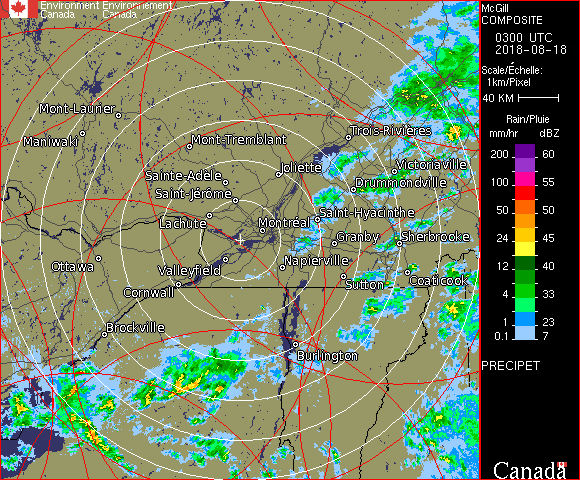 Environment Environnement
Canada Canada
McGill
COMPOSITE
0300 UTC
2018-08-18
Scale/Échelle:
1km/Pixel
40 KM
Rain/Pluie
mm/hr dBZ
200 60
100 55
50 50
24 45
12 40
4 33
1 23
0.1 7
PRECIPET
Canada
Mont-Laurier
Maniwaki
Mont-Tremblant
Trois-Rivières
Joliette
Victoriaville
Sainte-Adèle
Drummondville
Saint-Jérôme
Saint-Hyacinthe
Lachute
Montréal
Granby
Sherbrooke
Ottawa
Valleyfield
Napierville
Cornwall
Sutton
Coaticook
Brockville
Burlington